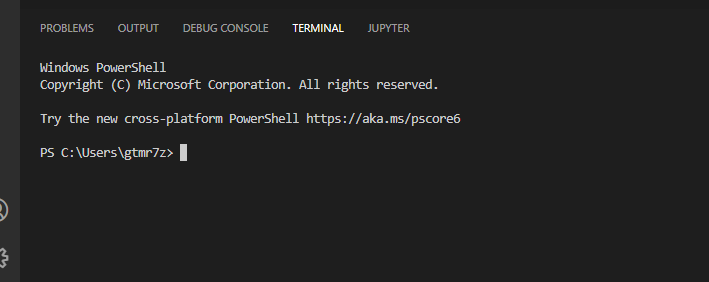 PROBLEMS OUTPUT DEBUG CONSOLE TERMINAL JUPYTER
Windows PowerShell
Copyright (C) Microsoft Corporation. All rights reserved.
Try the new cross-platform PowerShell https://aka.ms/pscore6
PS C:\Users\gtmr7z>